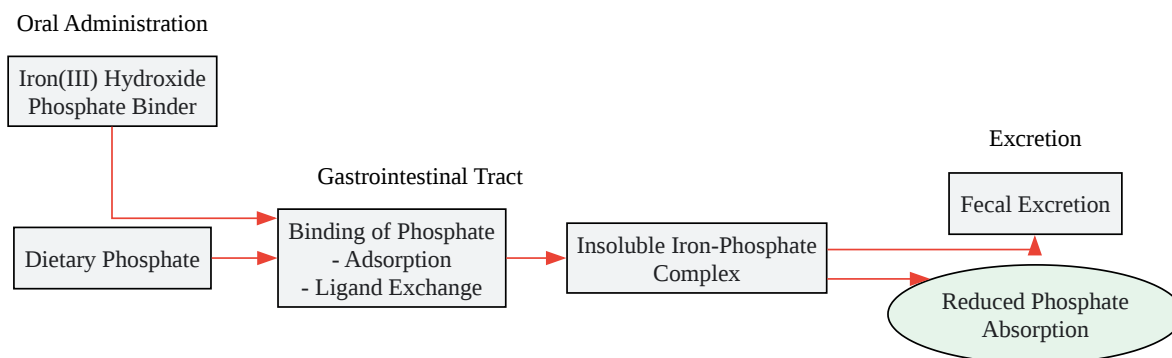 Oral Administration
Iron(III) Hydroxide
Phosphate Binder
Dietary Phosphate
Gastrointestinal Tract
Binding of Phosphate
- Adsorption
- Ligand Exchange
Insoluble Iron-Phosphate
Complex
Excretion
Fecal Excretion
Reduced Phosphate
Absorption